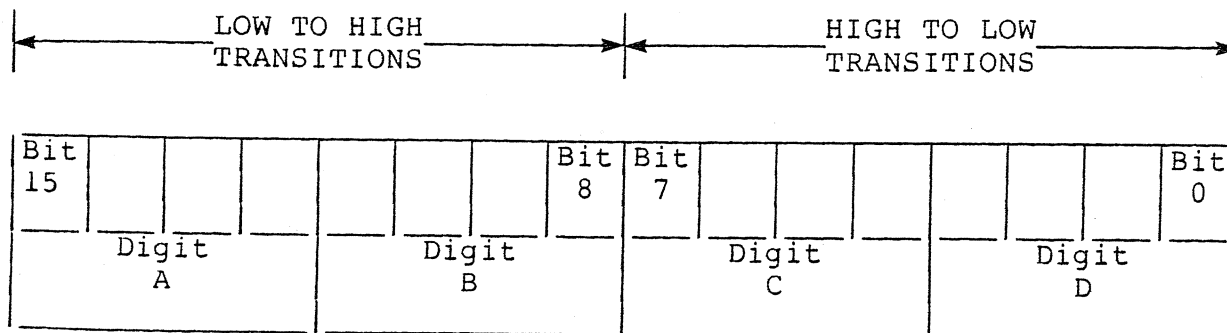 LOW TO HIGH HIGH TO LOW
TRANSITIONS TRANSITIONS
Bit Bit Bit Bit
15 8 7 0
Digit Digit Digit Digit
A B C D